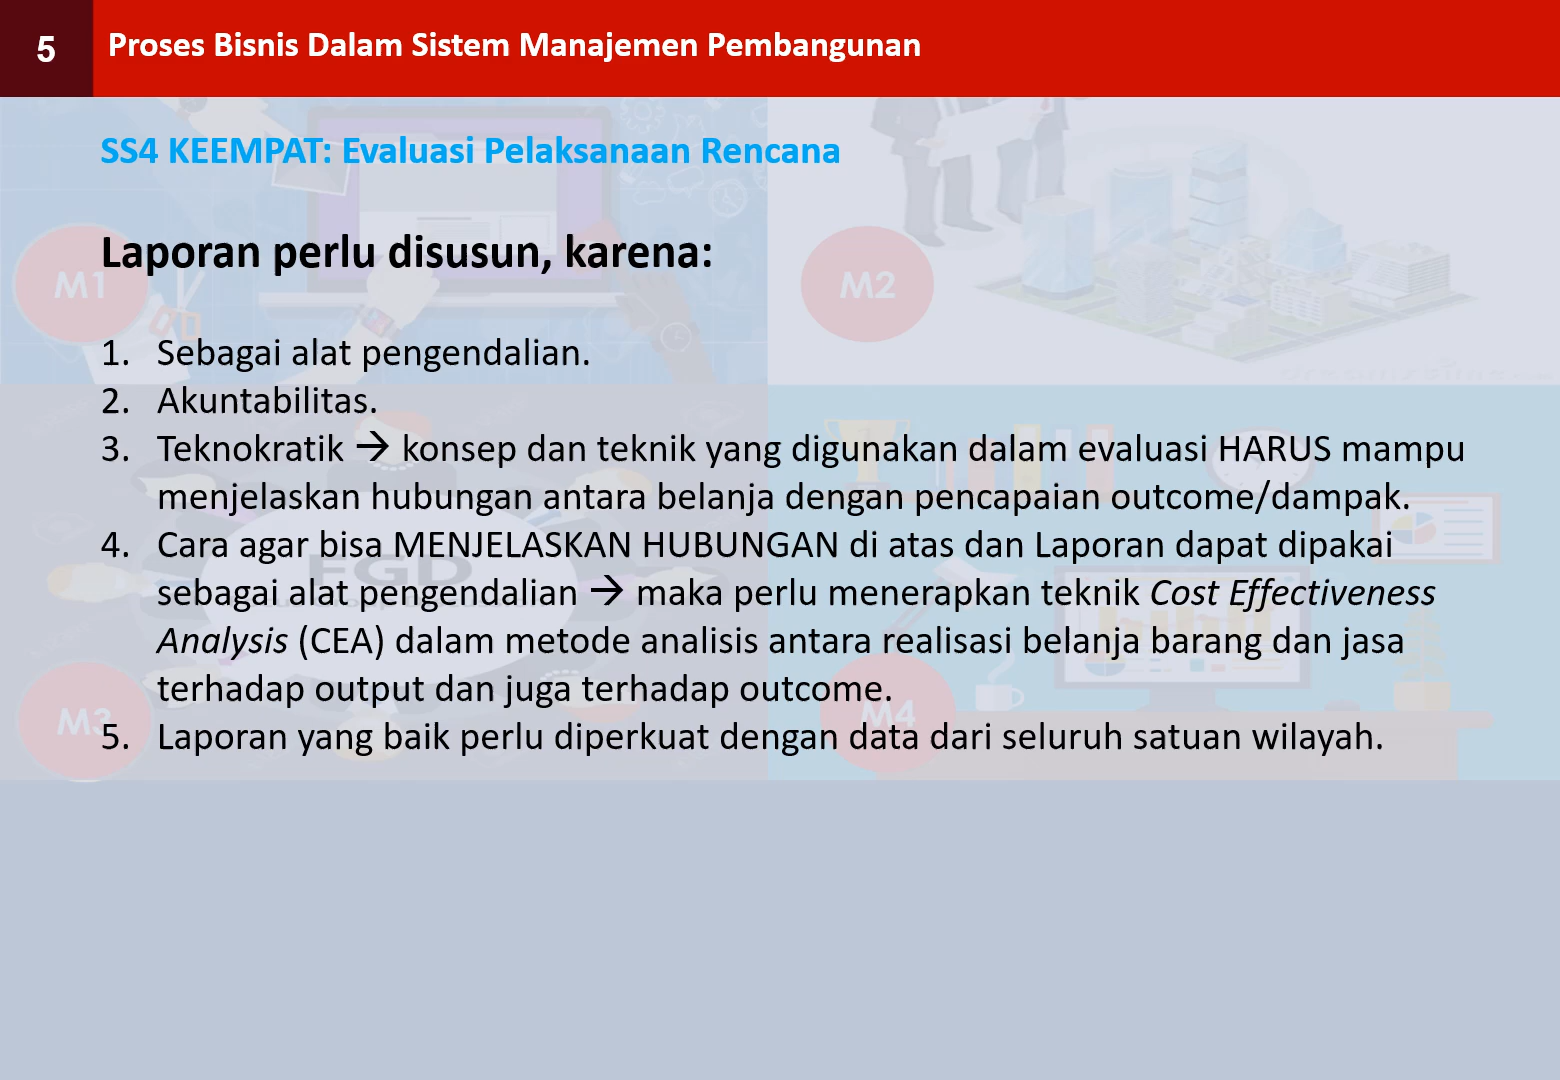 5
Proses Bisnis Dalam Sistem Manajemen Pembangunan
SS4 KEEMPAT: Evaluasi Pelaksanaan Rencana
Laporan perlu disusun, karena:
M1
M2
1. Sebagai alat pengendalian.
2. Akuntabilitas.
3. Teknokratik → konsep dan teknik yang digunakan dalam evaluasi HARUS mampu
menjelaskan hubungan antara belanja dengan pencapaian outcome/dampak.
4. Cara agar bisa MENJELASKAN HUBUNGAN di atas dan Laporan dapat dipakai
FGD
sebagai alat pengendalian → maka perlu menerapkan teknik Cost Effectiveness
Analysis (CEA) dalam metode analisis antara realisasi belanja barang dan jasa
terhadap output dan juga terhadap outcome.
M3
M4
5. Laporan yang baik perlu diperkuat dengan data dari seluruh satuan wilayah.